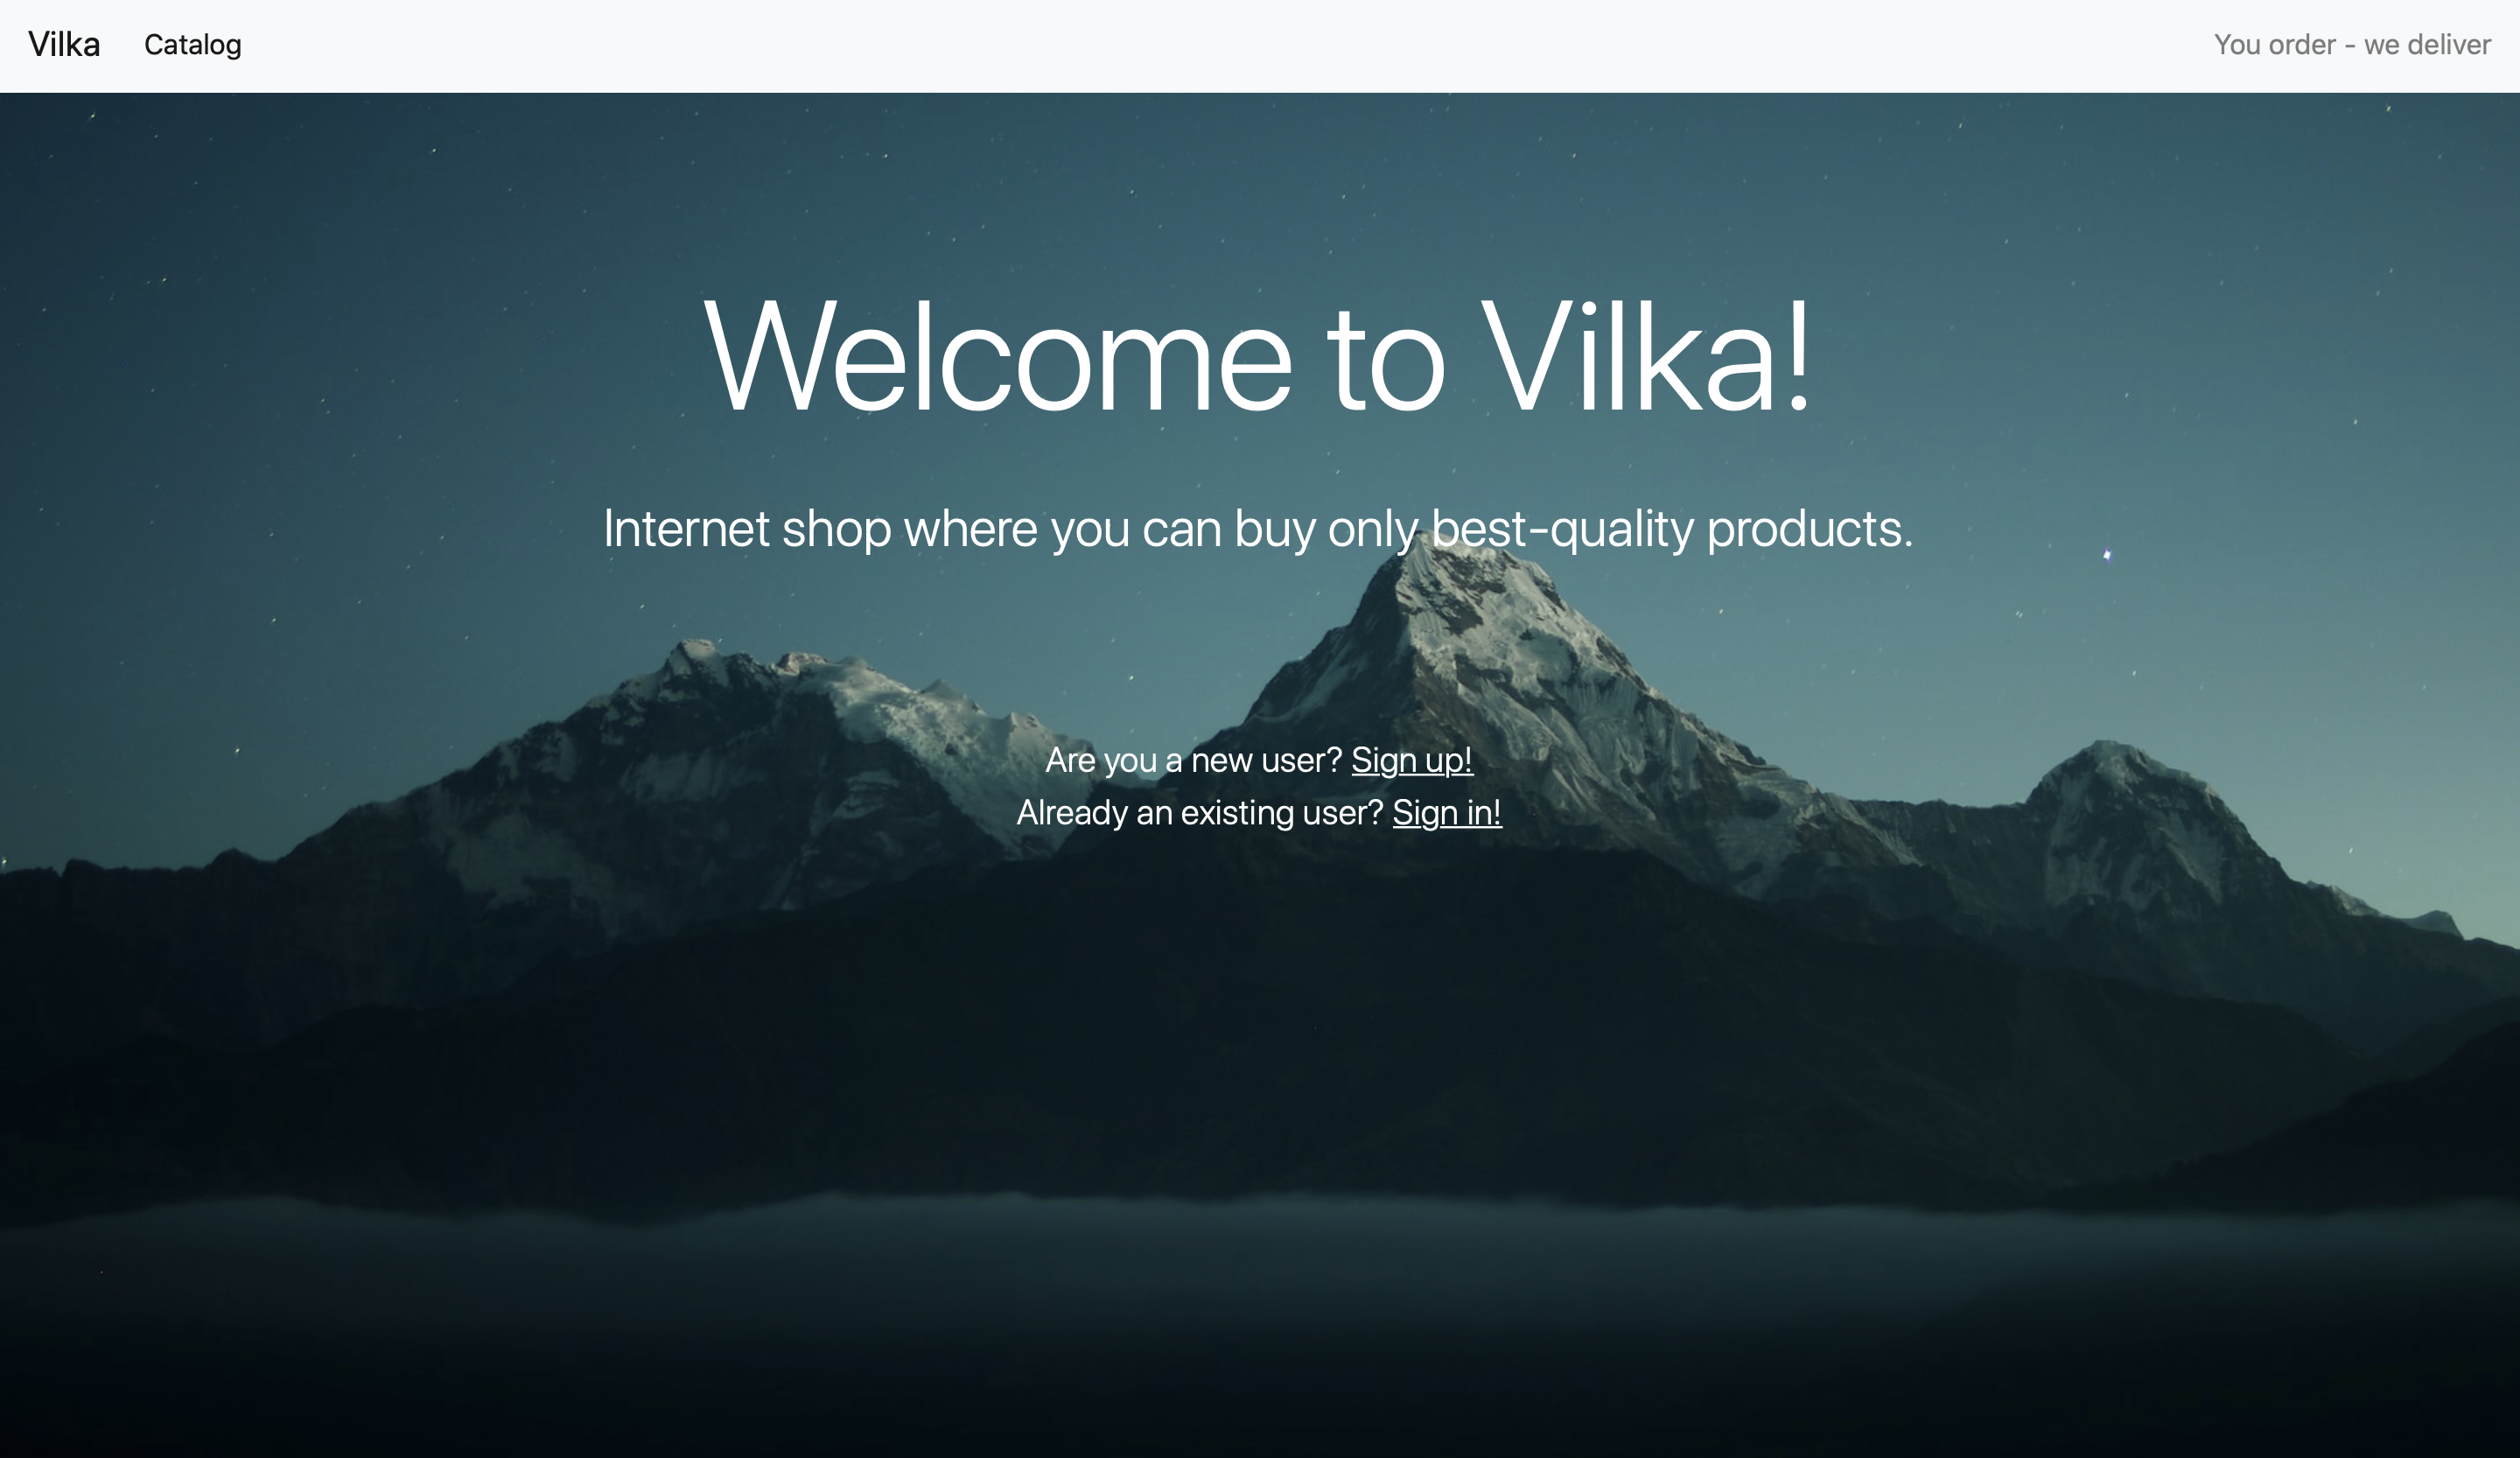 Vilka Catalog You order - we deliver
Welcome to Vilka!
Internet shop where you can buy only best-quality products.
Are you a new user? Sign up!
Already an existing user? Sign in!